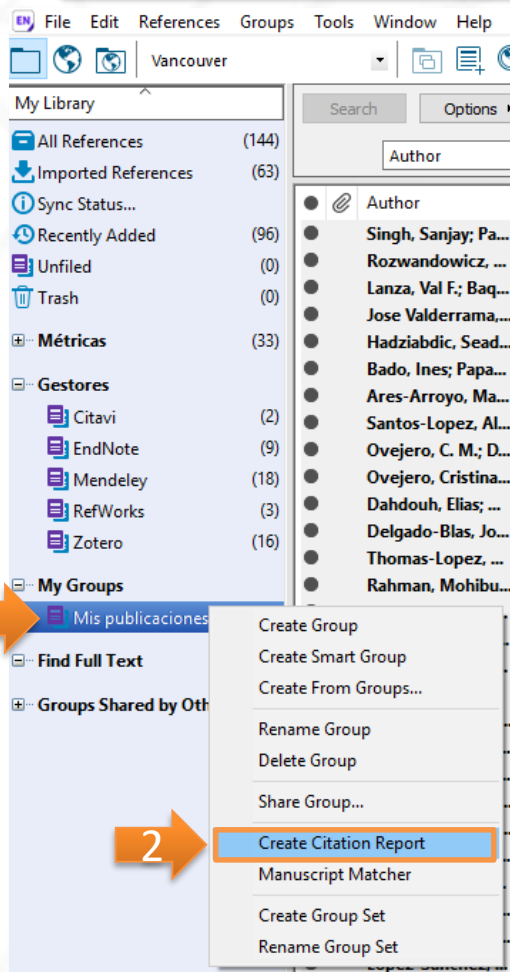 EN File Edit References Groups Tools Window Help
Vancouver
My Library
Search Options
All References (144)
Author
Imported References (63)
Sync Status...
Author
Recently Added (96)
Singh, Sanjay; Pa...
Unfiled (0)
Rozwandowicz, ...
Lanza, Val F.; Baq...
Trash (0)
Jose Valderrama,...
Métricas (33)
Hadziabdic, Sead...
Bado, Ines; Papa...
Gestores
Ares-Arroyo, Ma...
Citavi (2)
Santos-Lopez, Al...
EndNote (9)
Ovejero, C. M.; D...
Mendeley (18)
Ovejero, Cristina...
RefWorks (3)
Dahdouh, Elias; ...
Zotero (16)
Delgado-Blas, Jo...
Thomas-Lopez, ...
My Groups
Rahman, Mohibu...
Mis publicaciones
Create Group
Find Full Text
Create Smart Group
Create From Groups...
Groups Shared by Oth
Rename Group
Delete Group
Share Group...
2
Create Citation Report
Manuscript Matcher
Create Group Set
Rename Group Set